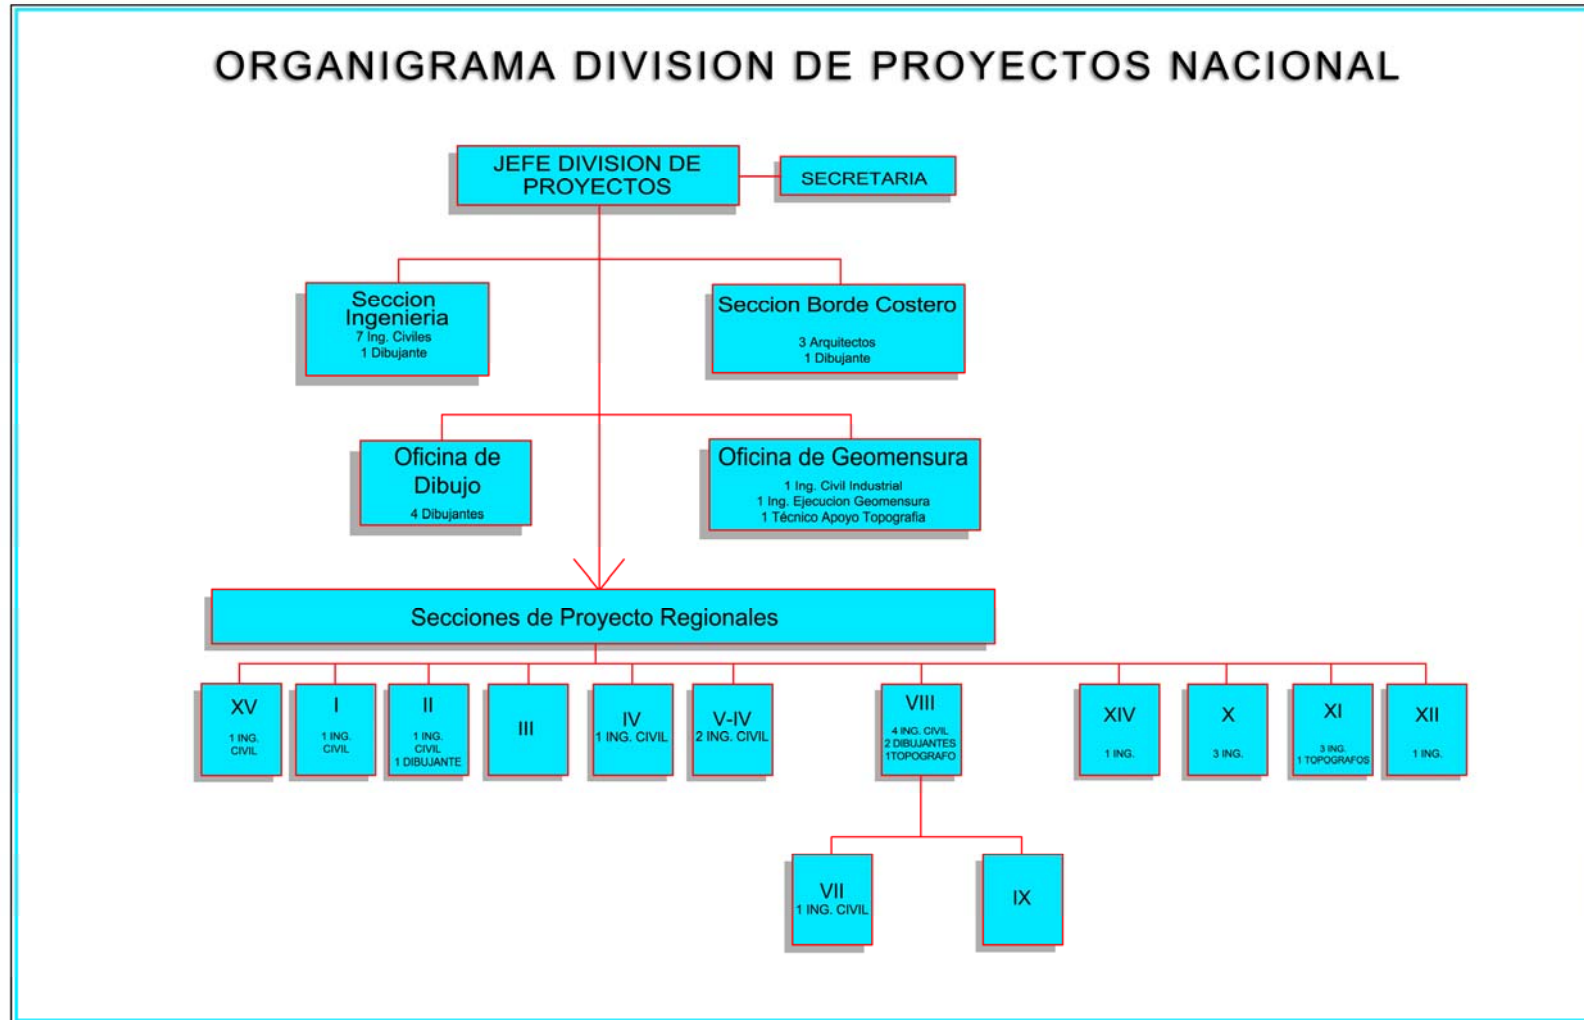 ORGANIGRAMA DIVISION DE PROYECTOS NACIONAL
JEFE DIVISION DE
PROYECTOS
SECRETARIA
Seccion
Ingenieria
7 Ing. Civiles
1 Dibujante
Seccion Borde Costero
3 Arquitectos
1 Dibujante
Oficina de
Dibujo
4 Dibujantes
Oficina de Geomensura
1 Ing. Civil Industrial
1 Ing. Ejecucion Geomensura
1 Técnico Apoyo Topografia
Secciones de Proyecto Regionales
XV
1 ING.
CIVIL
I
1 ING.
CIVIL
II
1 ING.
CIVIL
1 DIBUJANTE
III
IV
1 ING. CIVIL
V-IV
2 ING. CIVIL
VIII
4 ING. CIVIL
2 DIBUJANTES
1TOPOGRAFO
XIV
1 ING.
X
3 ING.
XI
3 ING.
1 TOPOGRAFOS
XII
1 ING.
VII
1 ING. CIVIL
IX